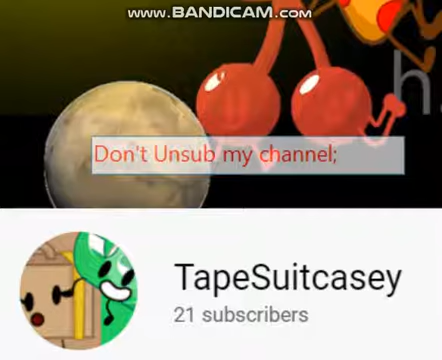 www.BANDICAM.com
h
Don't Unsub my channel;
TapeSuitcasey
21 subscribers